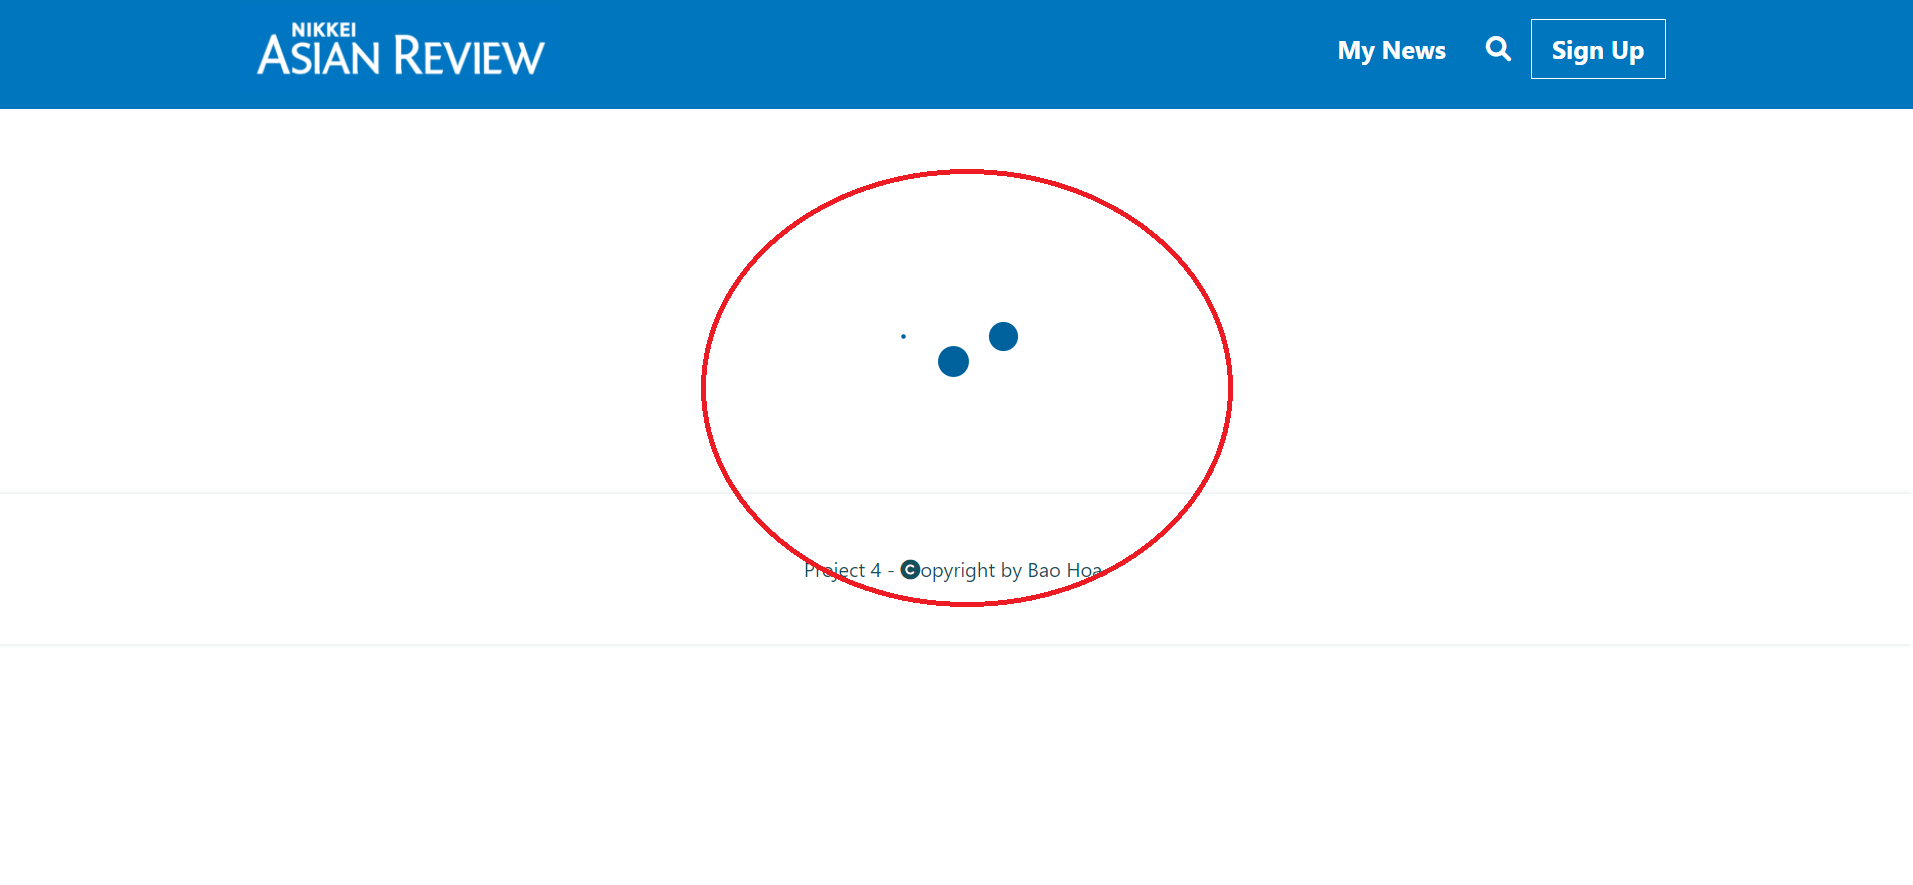 NIKKEI
ASIAN REVIEW
My News
Sign Up
Project 4 - Copyright by Bao Hoa